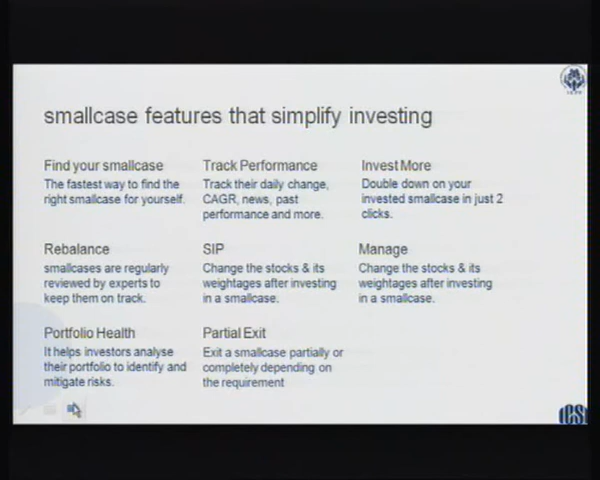 smallcase features that simplify investing
Find your smallcase
The fastest way to find the
right smallcase for yourself.
Track Performance
Track their daily change,
CAGR, news, past
performance and more.
Invest More
Double down on your
invested smallcase in just 2
clicks.
Rebalance
smallcases are regularly
reviewed by experts to
keep them on track.
SIP
Change the stocks & its
weightages after investing
in a smallcase.
Manage
Change the stocks & its
weightages after investing
in a smallcase.
Portfolio Health
It helps investors analyse
their portfolio to identify and
mitigate risks.
Partial Exit
Exit a smallcase partially or
completely depending on
the requirement